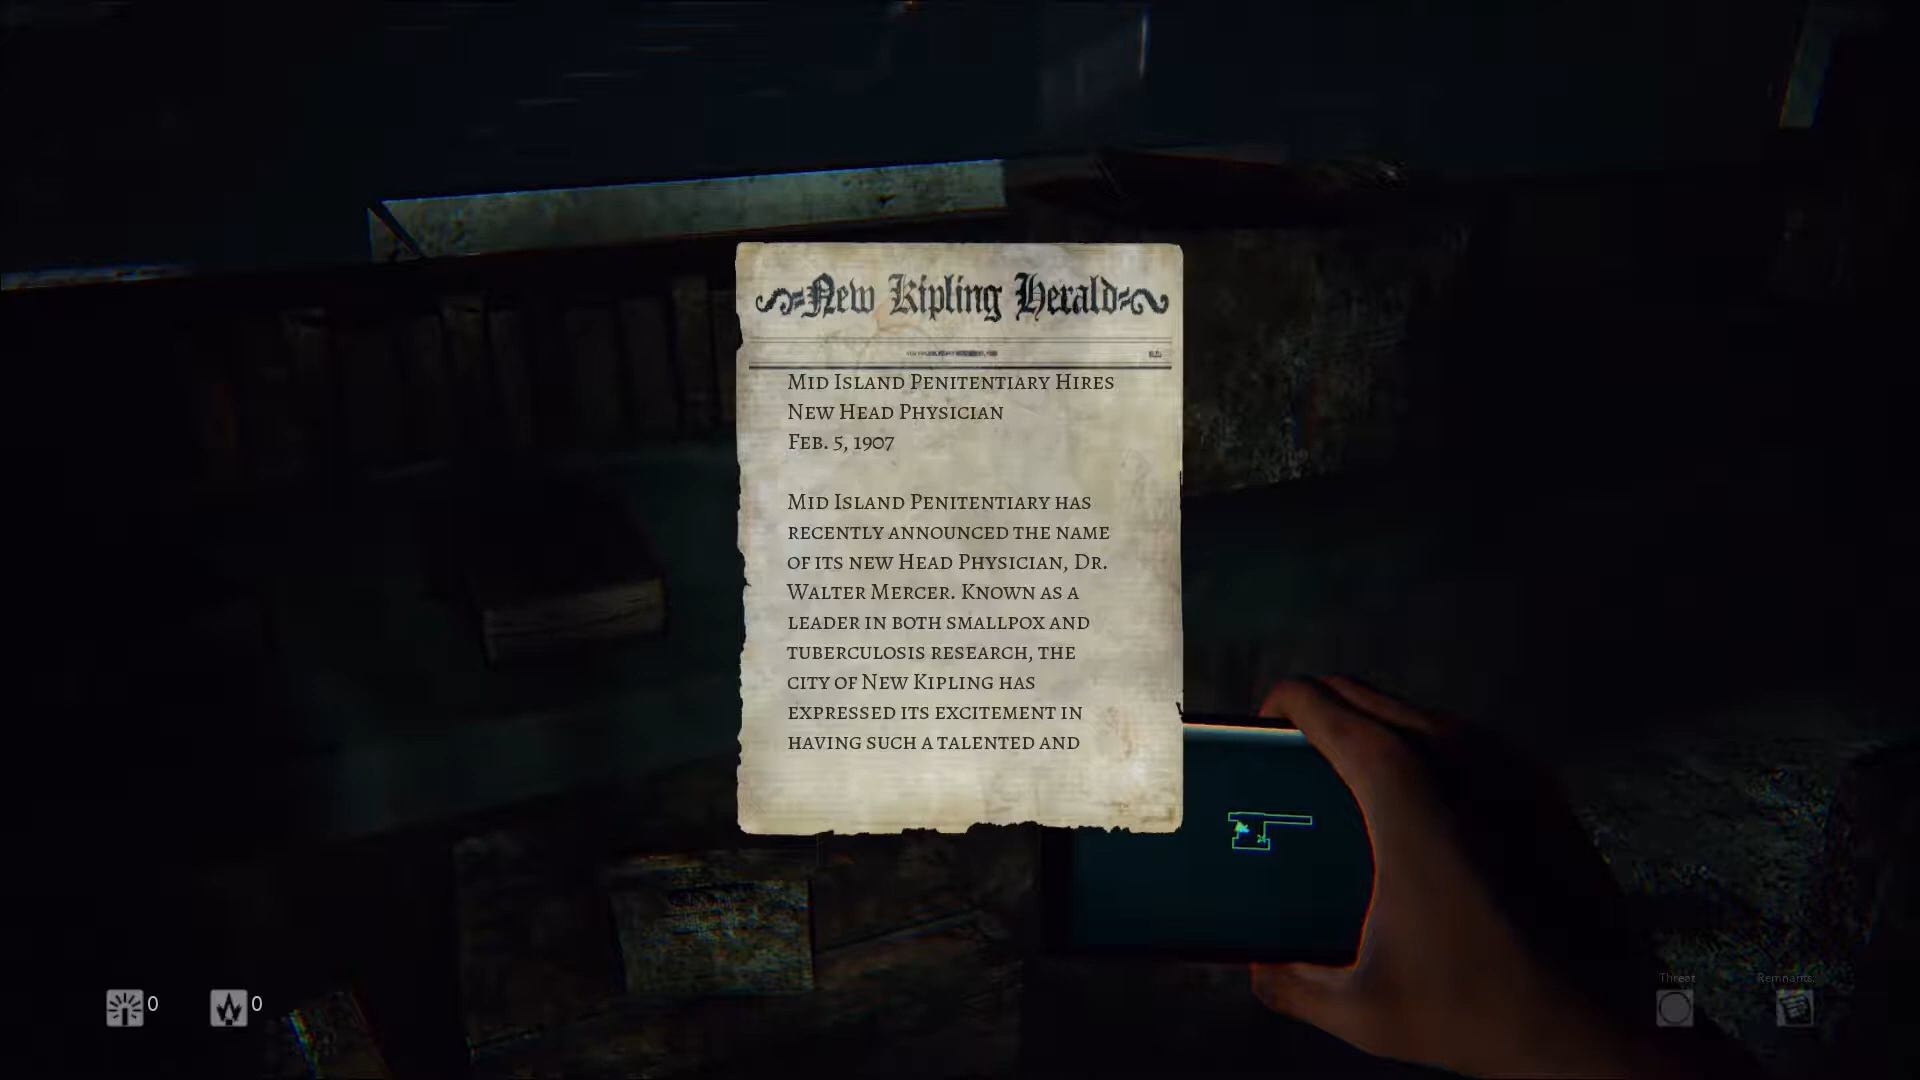 New Kipling Herald
Mid Island Penitentiary Hires
New Head Physician
Feb. 5, 1907
Mid Island Penitentiary has
recently announced the name
of its new Head Physician, Dr.
Walter Mercer. Known as a
leader in both smallpox and
tuberculosis research, the
city of New Kipling has
expressed its excitement in
having such a talented and
Threat
Remnants:
0
0